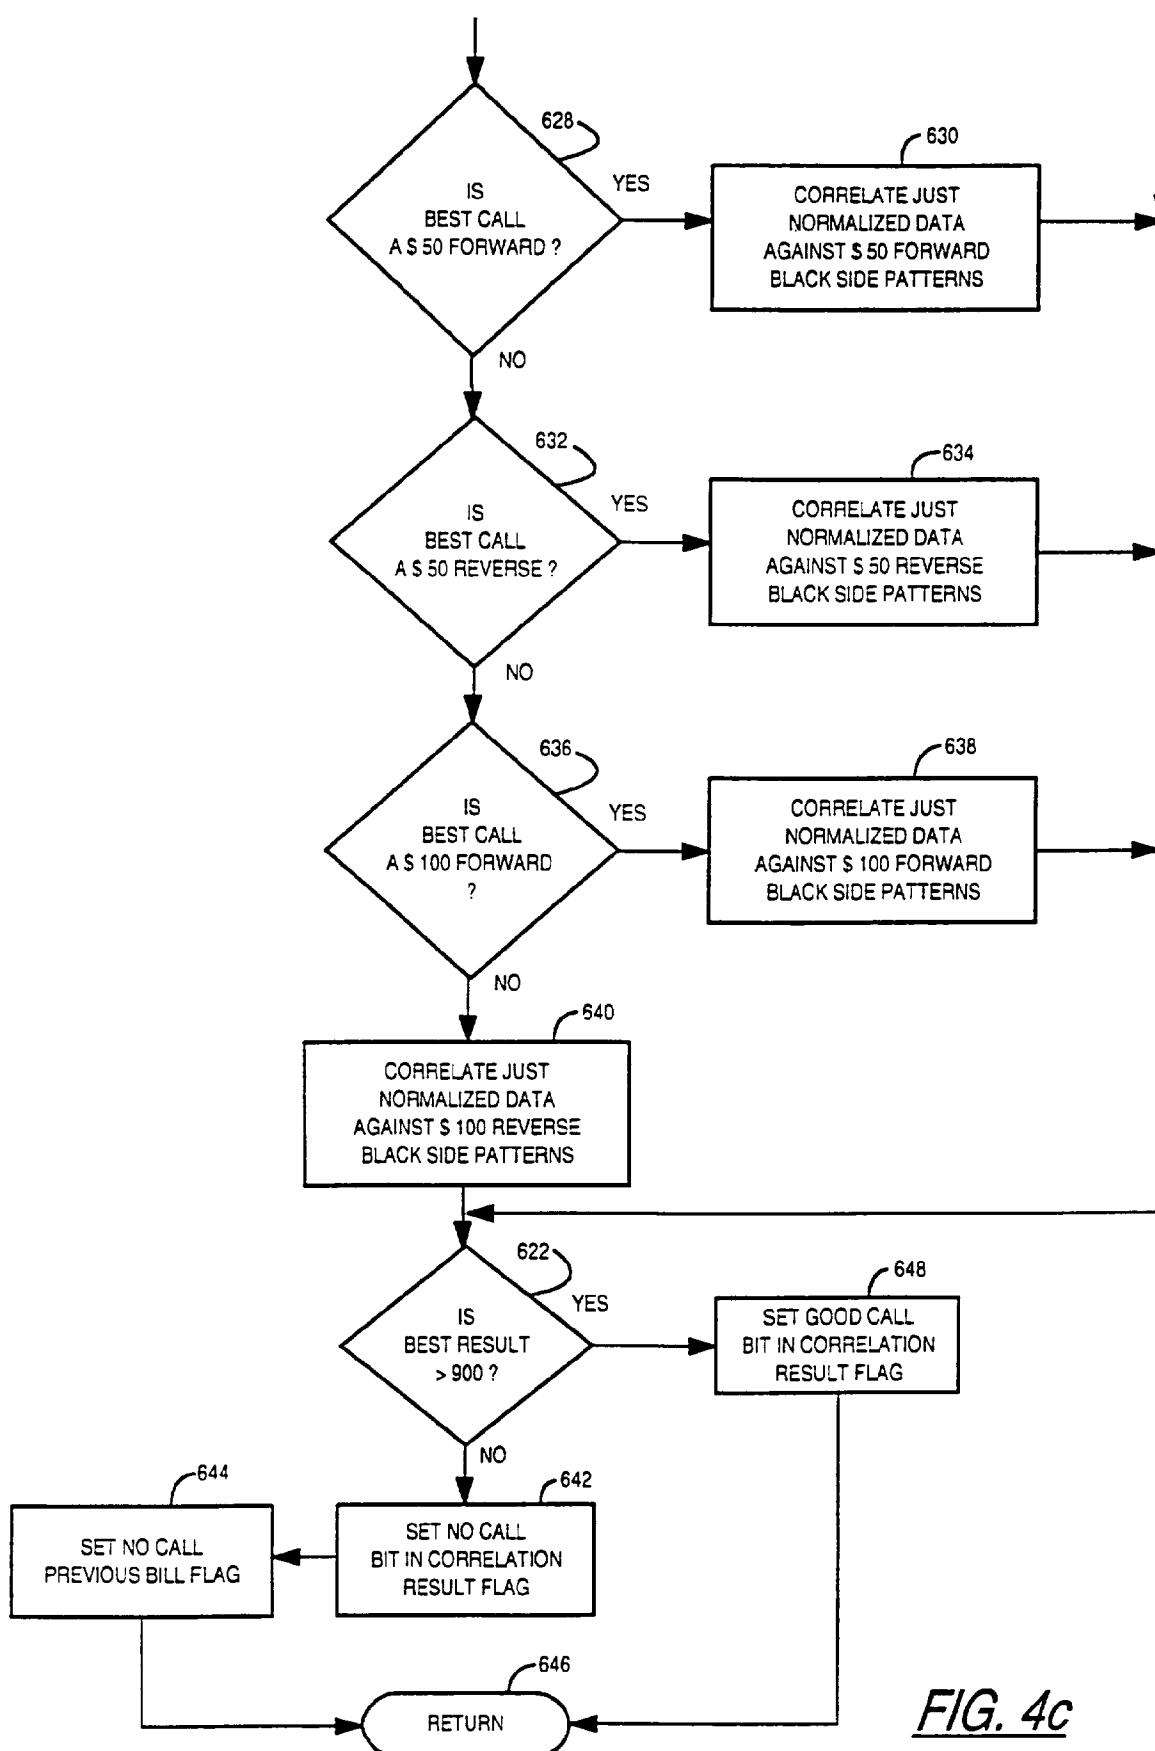 628
IS
BEST CALL
A $ 50 FORWARD ?
YES
630
CORRELATE JUST
NORMALIZED DATA
AGAINST $ 50 FORWARD
BLACK SIDE PATTERNS
NO
632
IS
BEST CALL
A $ 50 REVERSE ?
YES
634
CORRELATE JUST
NORMALIZED DATA
AGAINST $ 50 REVERSE
BLACK SIDE PATTERNS
NO
636
IS
BEST CALL
A $ 100 FORWARD
?
YES
638
CORRELATE JUST
NORMALIZED DATA
AGAINST $ 100 FORWARD
BLACK SIDE PATTERNS
NO
640
CORRELATE JUST
NORMALIZED DATA
AGAINST $ 100 REVERSE
BLACK SIDE PATTERNS
622
IS
BEST RESULT
> 900 ?
YES
648
SET GOOD CALL
BIT IN CORRELATION
RESULT FLAG
NO
642
SET NO CALL
BIT IN CORRELATION
RESULT FLAG
644
SET NO CALL
PREVIOUS BILL FLAG
646
RETURN
FIG. 4c